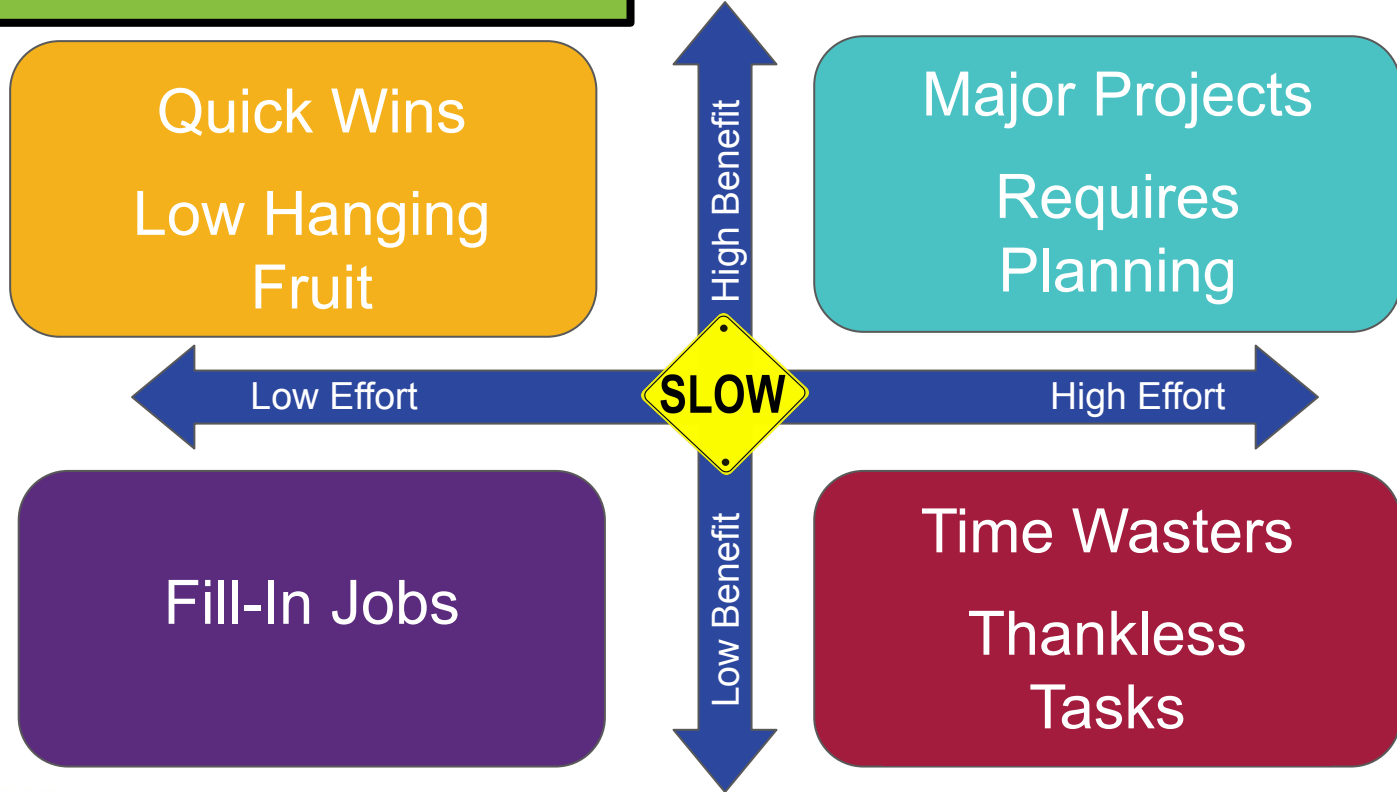 Quick Wins
Low Hanging
Fruit
High Benefit
Major Projects
Requires
Planning
Low Effort
SLOW
High Effort
Fill-In Jobs
Low Benefit
Time Wasters
Thankless
Tasks